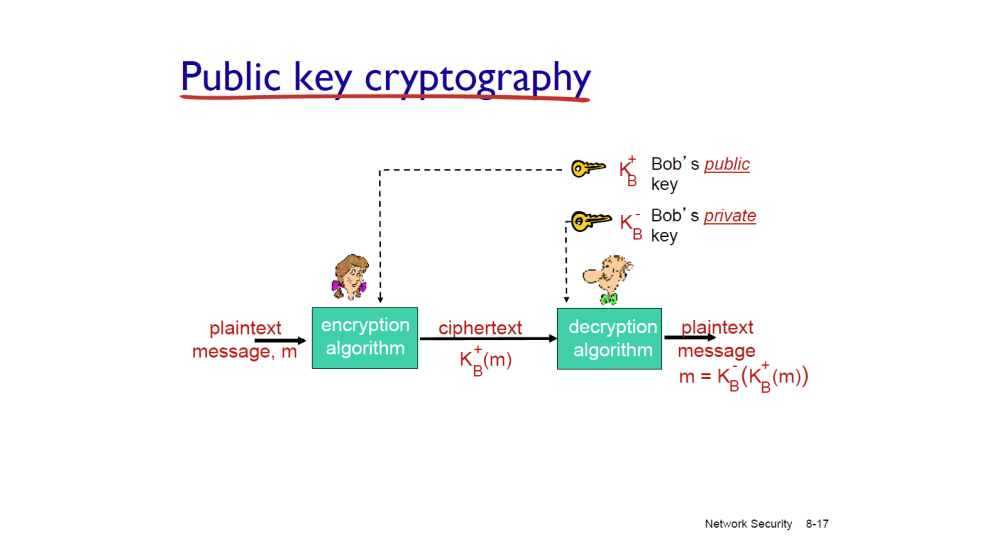 Public key cryptography
K_B^+ Bob's public
key
K_B^- Bob's private
key
plaintext
message, m
encryption
algorithm
ciphertext
K_B^+(m)
decryption
algorithm
plaintext
message
m = K_B^-(K_B^+(m))
Network Security 8-17